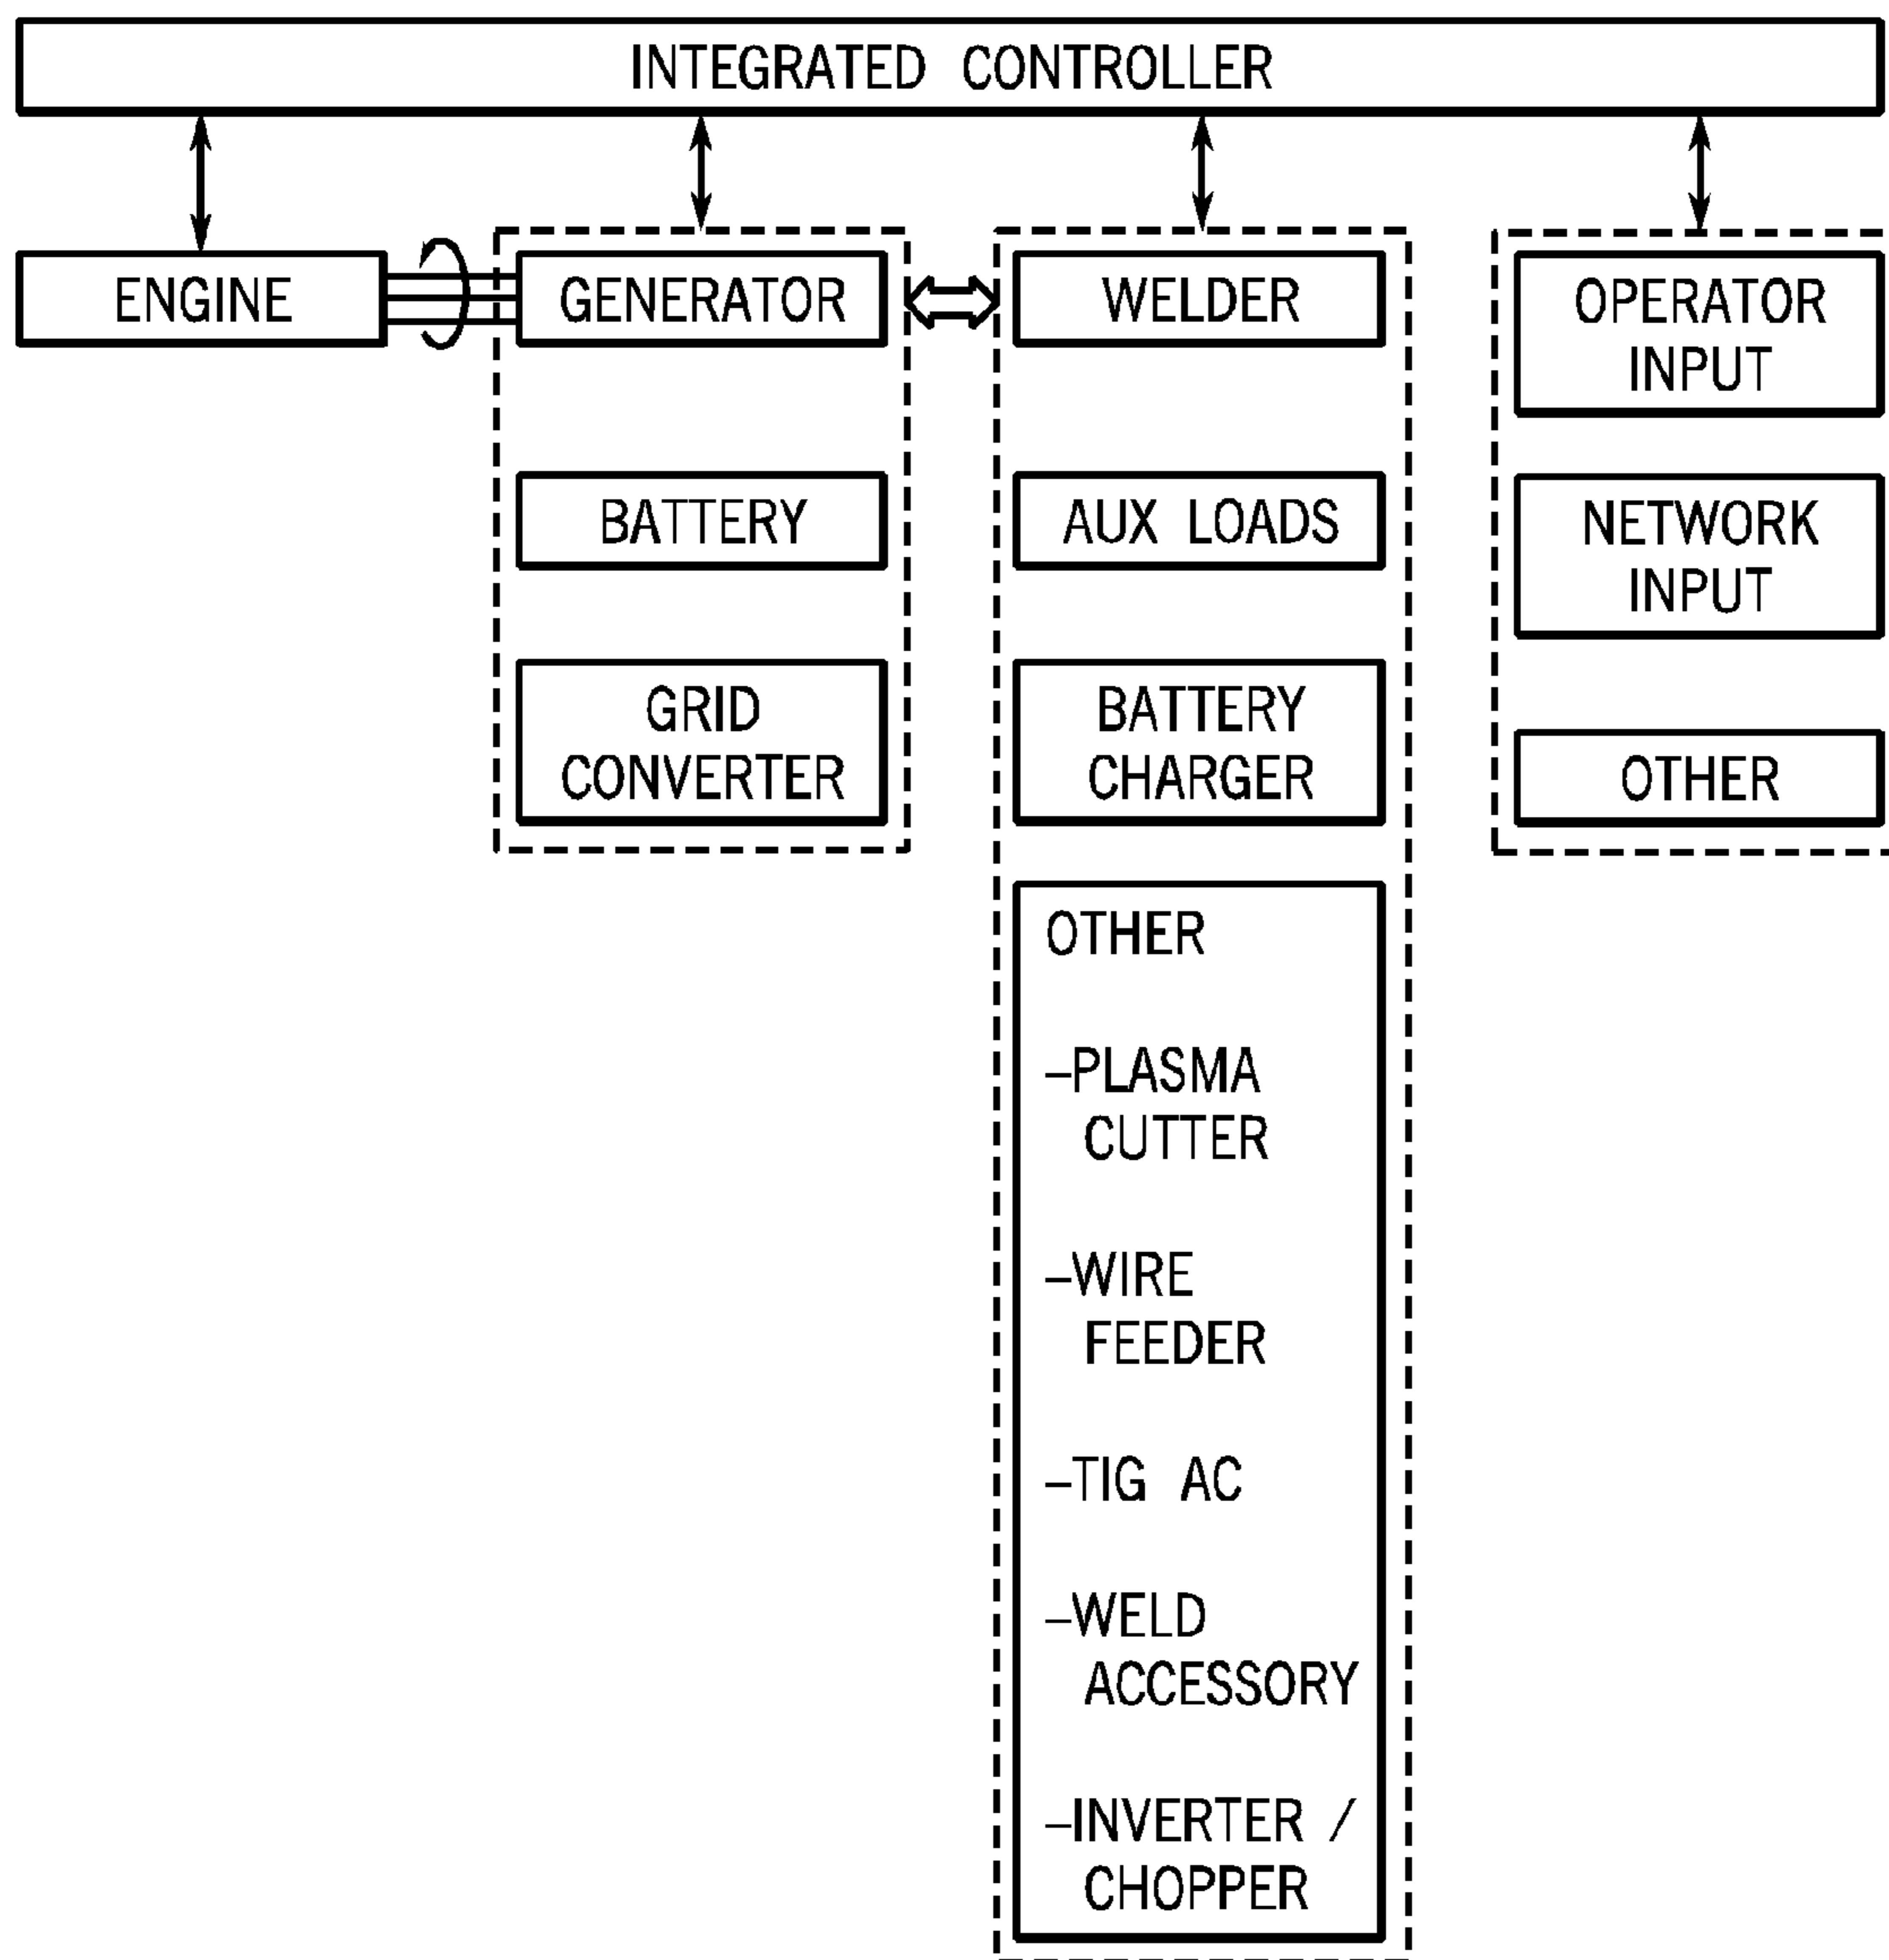 INTEGRATED CONTROLLER
ENGINE
GENERATOR
WELDER
OPERATOR
INPUT
BATTERY
AUX LOADS
NETWORK
INPUT
GRID
CONVERTER
BATTERY
CHARGER
OTHER
OTHER
–PLASMA
CUTTER
–WIRE
FEEDER
–TIG AC
–WELD
ACCESSORY
–INVERTER /
CHOPPER